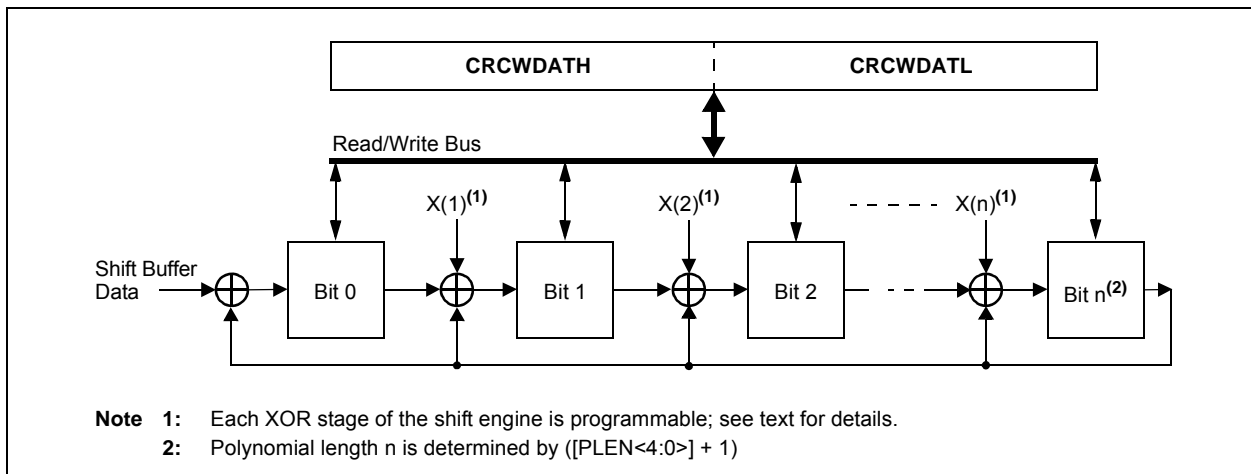 CRCWDATH CRCWDATL
Read/Write Bus
X(1)(1) X(2)(1) X(n)(1)
Shift Buffer
Data
Bit 0 Bit 1 Bit 2 Bit n(2)
Note 1: Each XOR stage of the shift engine is programmable; see text for details.
2: Polynomial length n is determined by ([PLEN<4:0>] + 1)